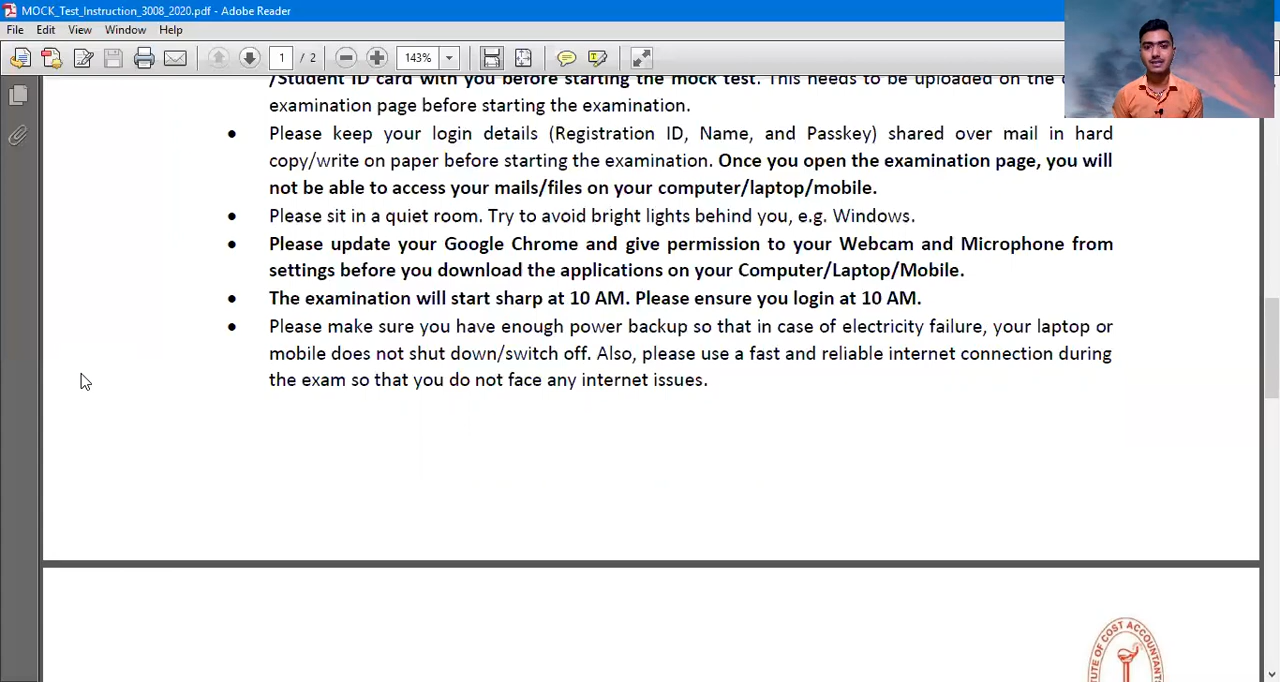 MOCK_Test_Instruction_3008_2020.pdf - Adobe Reader
File Edit View Window Help
1 / 2 143%
/Student ID card with you before starting the mock test. This needs to be uploaded on the
examination page before starting the examination.
• Please keep your login details (Registration ID, Name, and Passkey) shared over mail in hard
copy/write on paper before starting the examination. Once you open the examination page, you will
not be able to access your mails/files on your computer/laptop/mobile.
• Please sit in a quiet room. Try to avoid bright lights behind you, e.g. Windows.
• Please update your Google Chrome and give permission to your Webcam and Microphone from
settings before you download the applications on your Computer/Laptop/Mobile.
• The examination will start sharp at 10 AM. Please ensure you login at 10 AM.
• Please make sure you have enough power backup so that in case of electricity failure, your laptop or
mobile does not shut down/switch off. Also, please use a fast and reliable internet connection during
the exam so that you do not face any internet issues.
OF COST